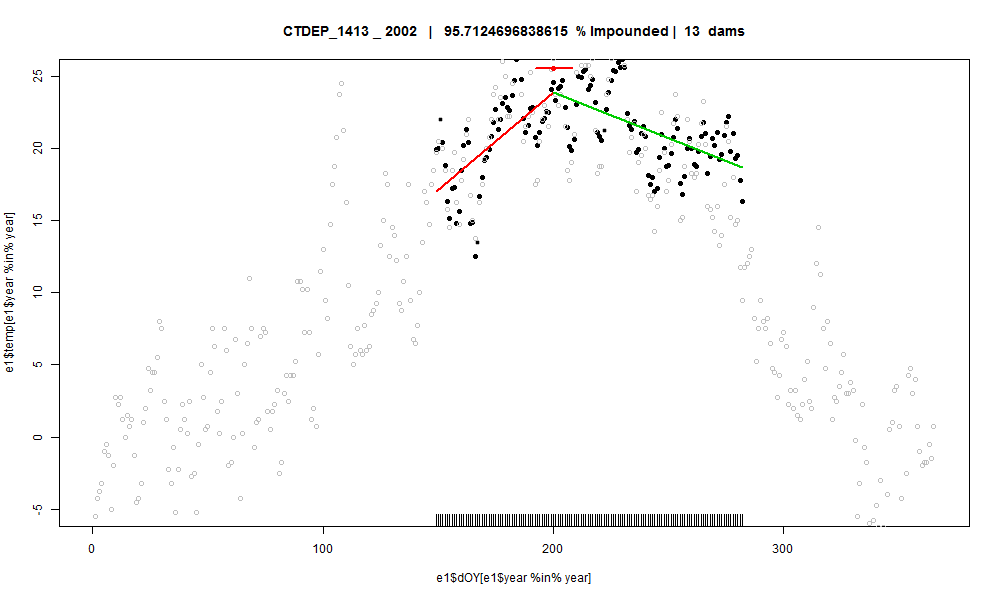 CTDEP_1413 _ 2002 | 95.7124696838615 % Impounded | 13 dams
25
20
15
10
5
0
-5
e1$temp[e1$year %in% year]
0 100 200 300
e1$dOY[e1$year %in% year]